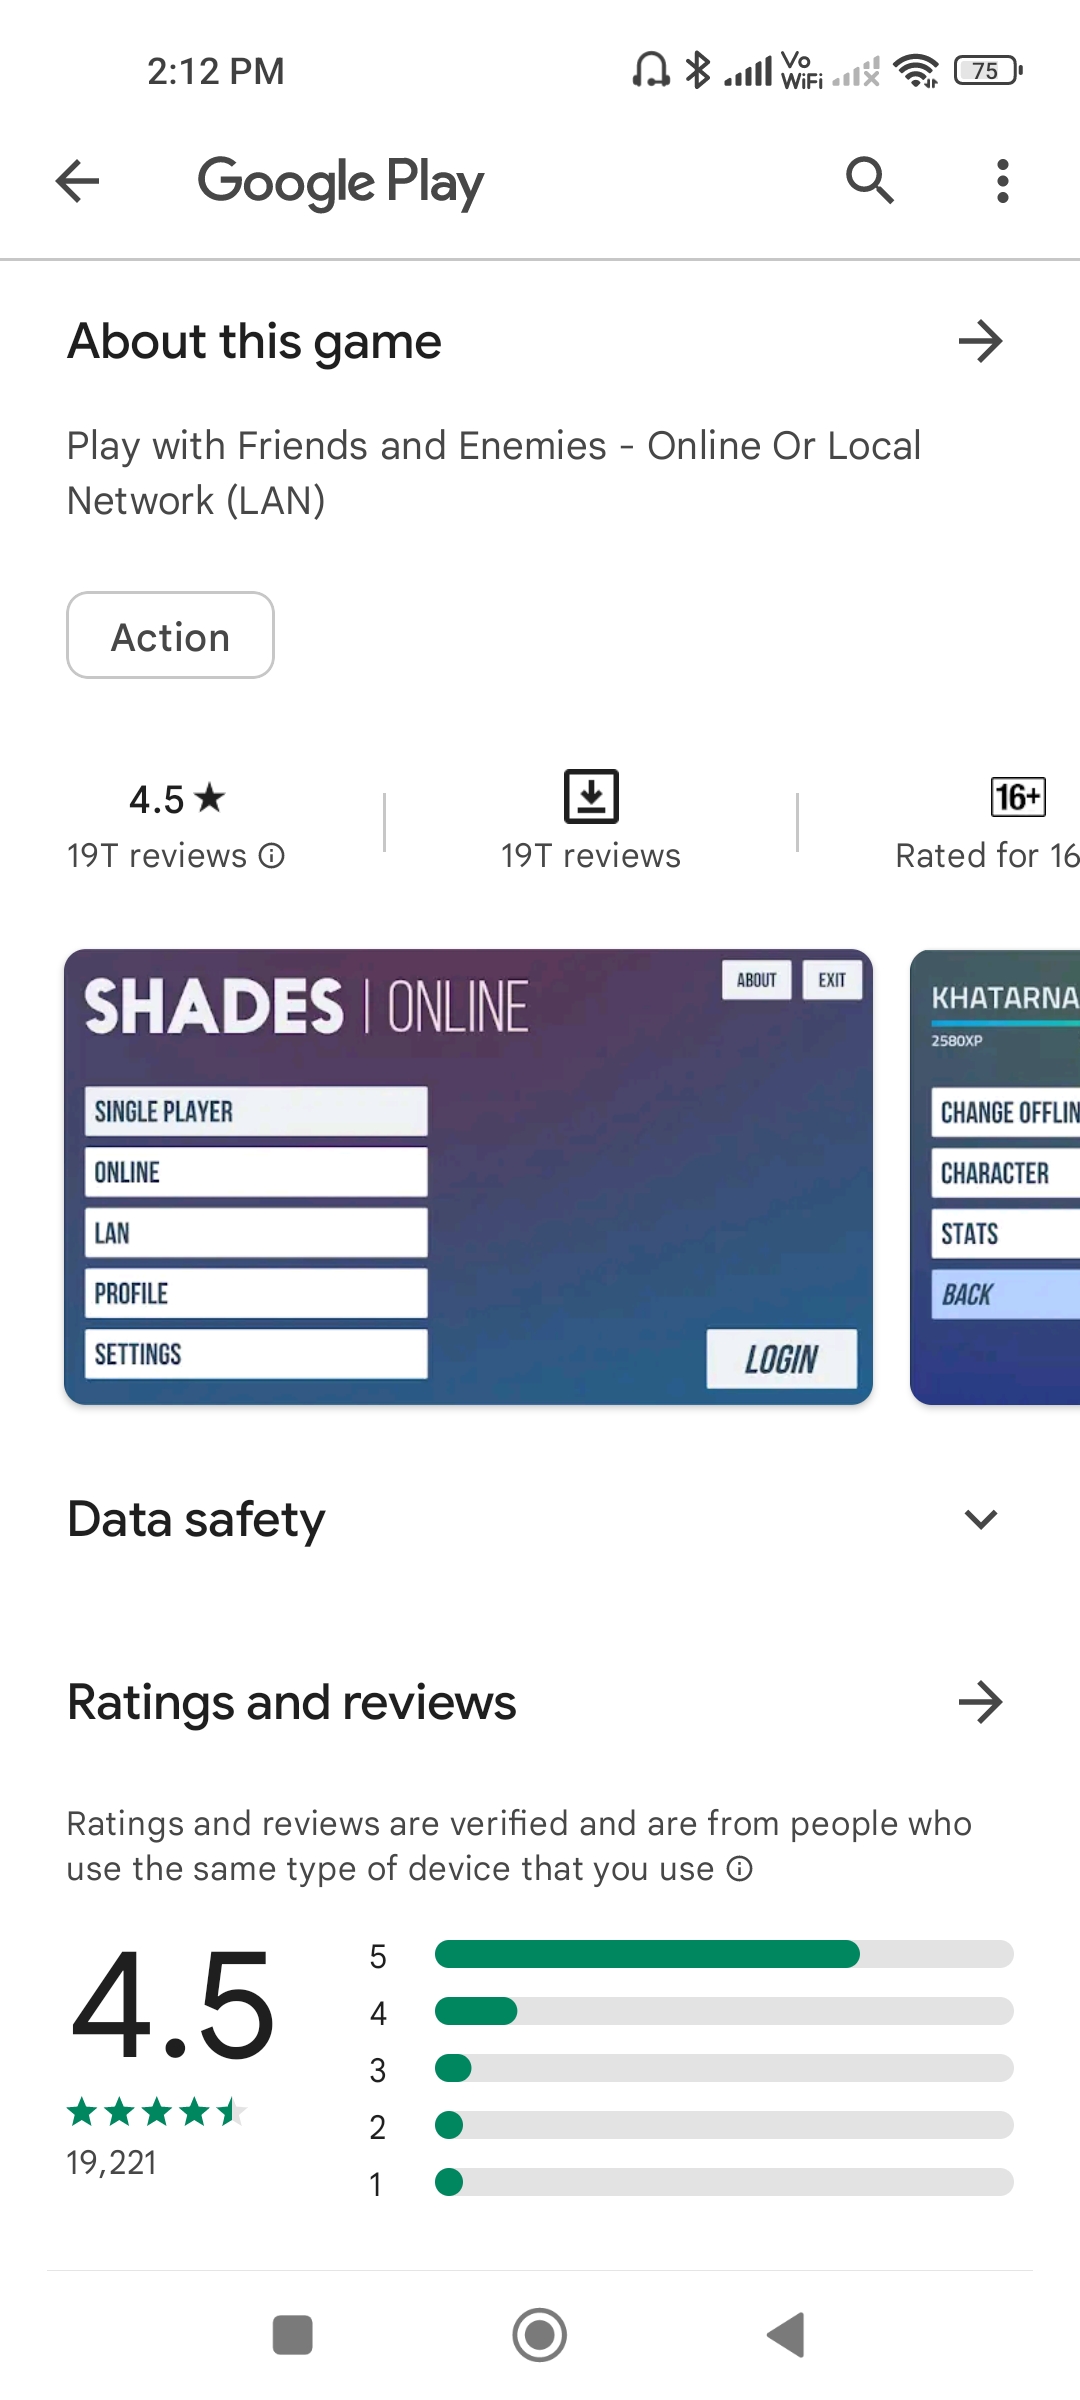 2:12 PM
Vo
WiFi
75
Google Play
About this game
Play with Friends and Enemies - Online Or Local
Network (LAN)
Action
4.5 ★
19T reviews
19T reviews
16+
Rated for 16
SHADES | ONLINE
ABOUT
EXIT
SINGLE PLAYER
ONLINE
LAN
PROFILE
SETTINGS
LOGIN
KHATARNA
2580XP
CHANGE OFFLIN
CHARACTER
STATS
BACK
Data safety
Ratings and reviews
Ratings and reviews are verified and are from people who
use the same type of device that you use
4.5
19,221
5
4
3
2
1